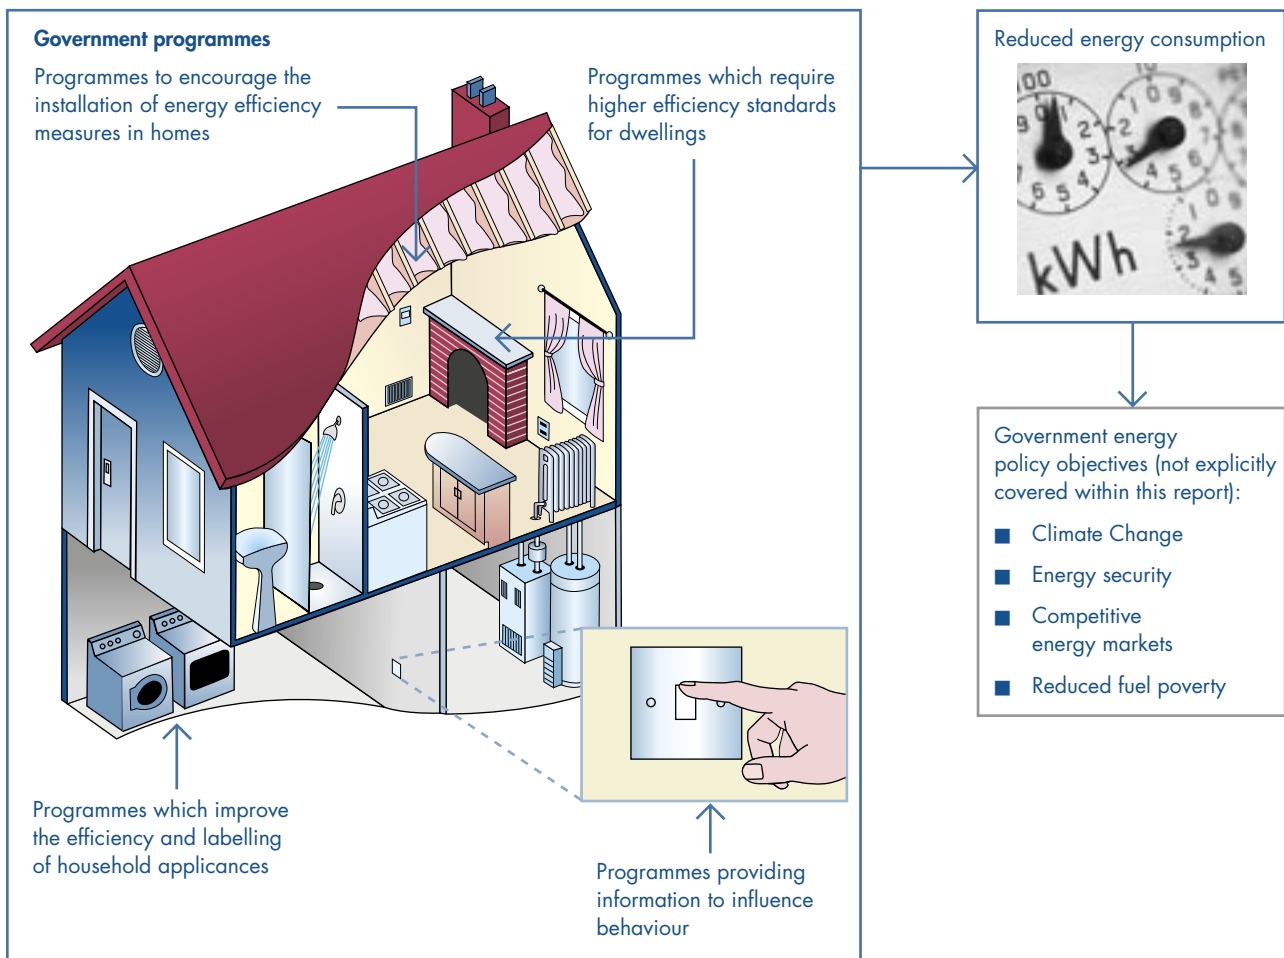 Government programmes
Programmes to encourage the
installation of energy efficiency
measures in homes
Programmes which require
higher efficiency standards
for dwellings
Programmes which improve
the efficiency and labelling
of household applicances
Programmes providing
information to influence
behaviour
Reduced energy consumption
100
10
kWh
Government energy
policy objectives (not explicitly
covered within this report):
Climate Change
Energy security
Competitive
energy markets
Reduced fuel poverty